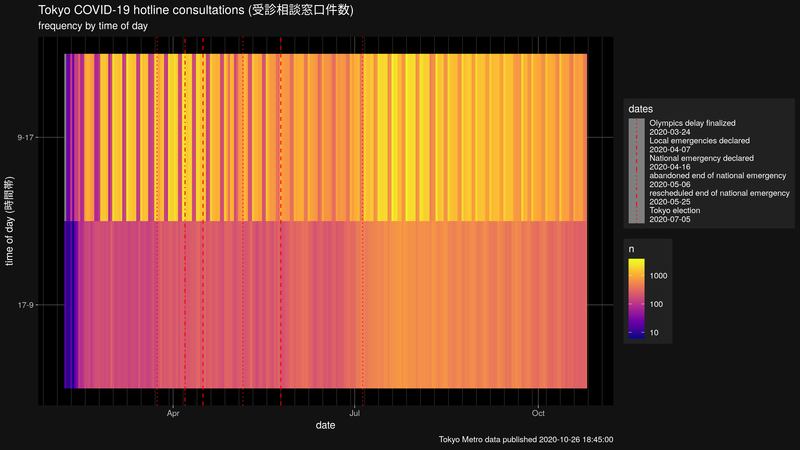 Tokyo COVID-19 hotline consultations (受診相談窓口件数)
frequency by time of day
time of day (時間帯)
9-17
17-9
Apr
Jul
Oct
date
dates
Olympics delay finalized
2020-03-24
Local emergencies declared
2020-04-07
National emergency declared
2020-04-16
abandoned end of national emergency
2020-05-06
rescheduled end of national emergency
2020-05-25
Tokyo election
2020-07-05
n
1000
100
10
Tokyo Metro data published 2020-10-26 18:45:00